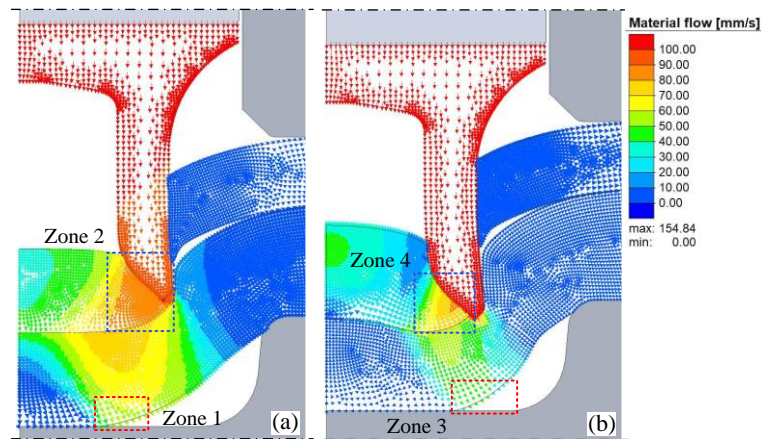 Material flow [mm/s]
100.00
90.00
80.00
70.00
60.00
50.00
40.00
30.00
20.00
10.00
0.00
max: 154.84
min: 0.00
Zone 2
Zone 1
(a)
Zone 4
Zone 3
(b)